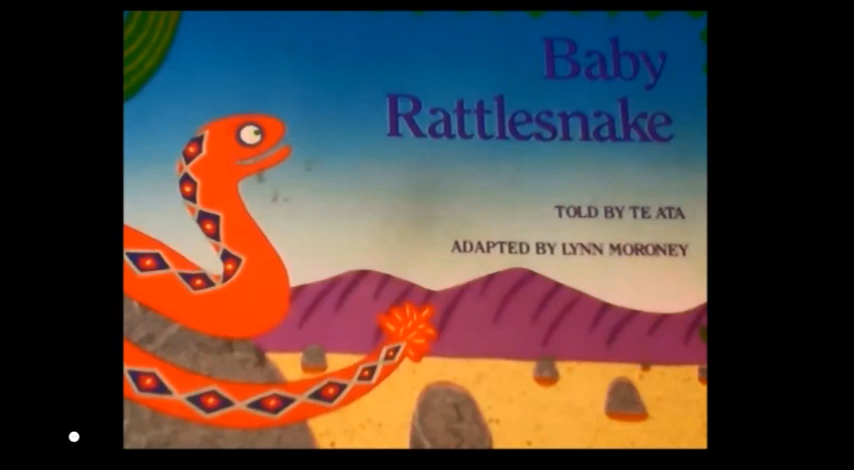 Baby
Rattlesnake
TOLD BY TE ATA
ADAPTED BY LYNN MORONEY